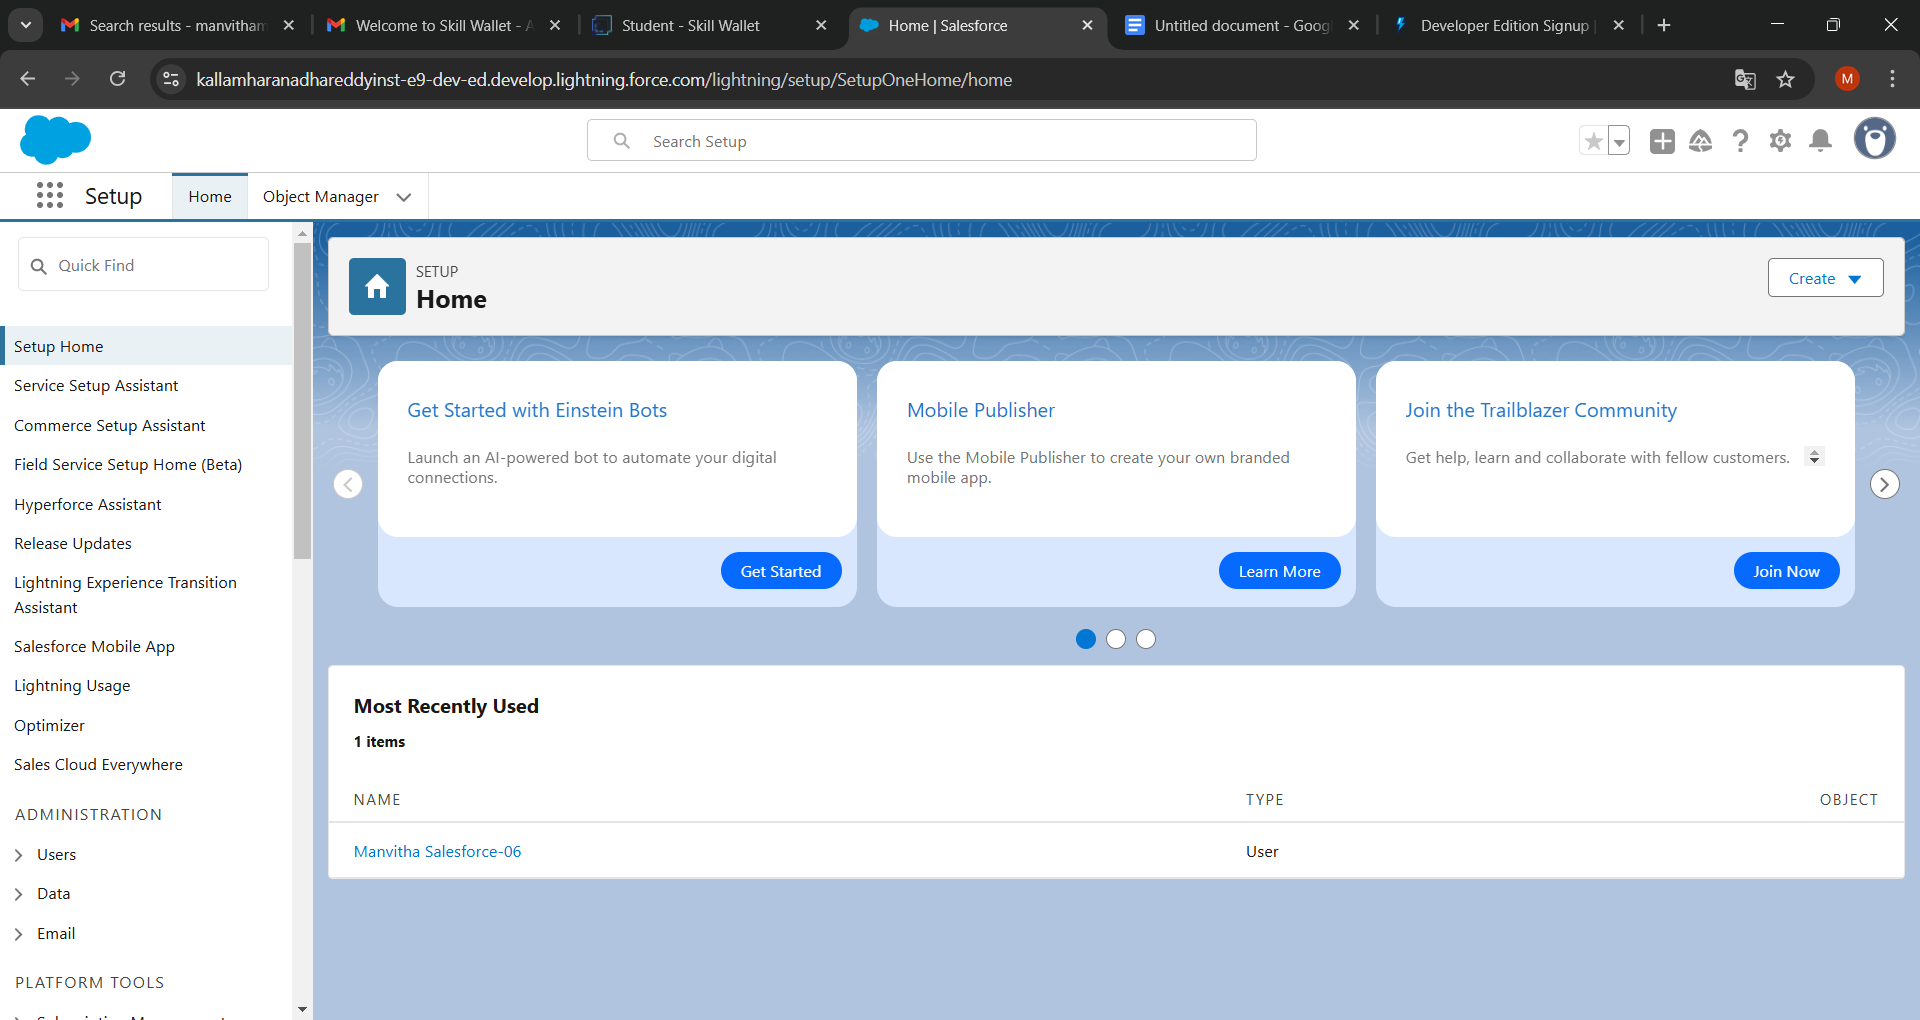 Search results - manvitham
Welcome to Skill Wallet - A
Student - Skill Wallet
Home | Salesforce
Untitled document - Goog
Developer Edition Signup |
kallamharanadhareddyinst-e9-dev-ed.develop.lightning.force.com/lightning/setup/SetupOneHome/home
M
Search Setup
Setup
Home
Object Manager
Quick Find
Setup Home
Service Setup Assistant
Commerce Setup Assistant
Field Service Setup Home (Beta)
Hyperforce Assistant
Release Updates
Lightning Experience Transition
Assistant
Salesforce Mobile App
Lightning Usage
Optimizer
Sales Cloud Everywhere
ADMINISTRATION
Users
Data
Email
PLATFORM TOOLS
SETUP
Home
Create
Get Started with Einstein Bots
Launch an AI-powered bot to automate your digital
connections.
Get Started
Mobile Publisher
Use the Mobile Publisher to create your own branded
mobile app.
Learn More
Join the Trailblazer Community
Get help, learn and collaborate with fellow customers.
Join Now
Most Recently Used
1 items
NAME TYPE OBJECT
Manvitha Salesforce-06 User